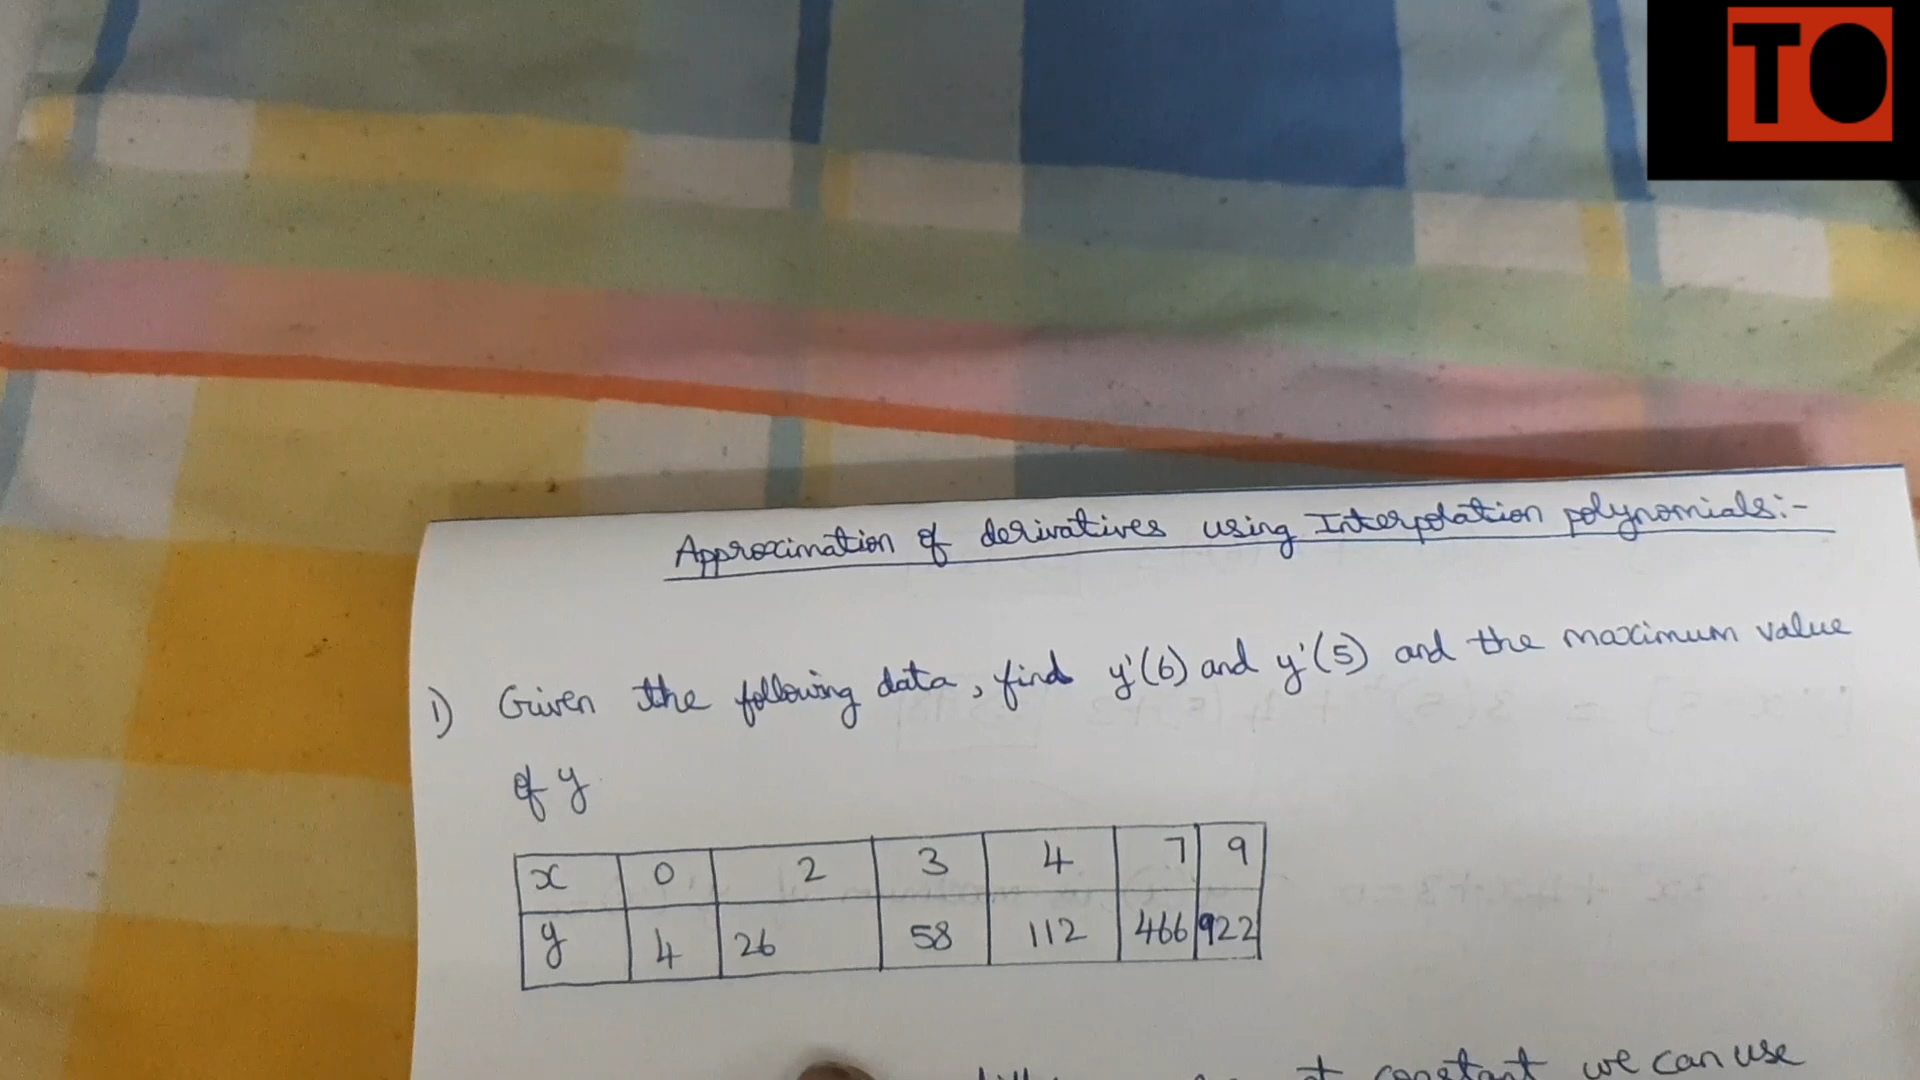 TO
Approximation of derivatives using Interpolation polynomials:-
1) Given the following data, find y'(6) and y'(5) and the maximum value
of y
x 0 2 3 4 7 9
y 4 26 58 112 466 922
constant we can use